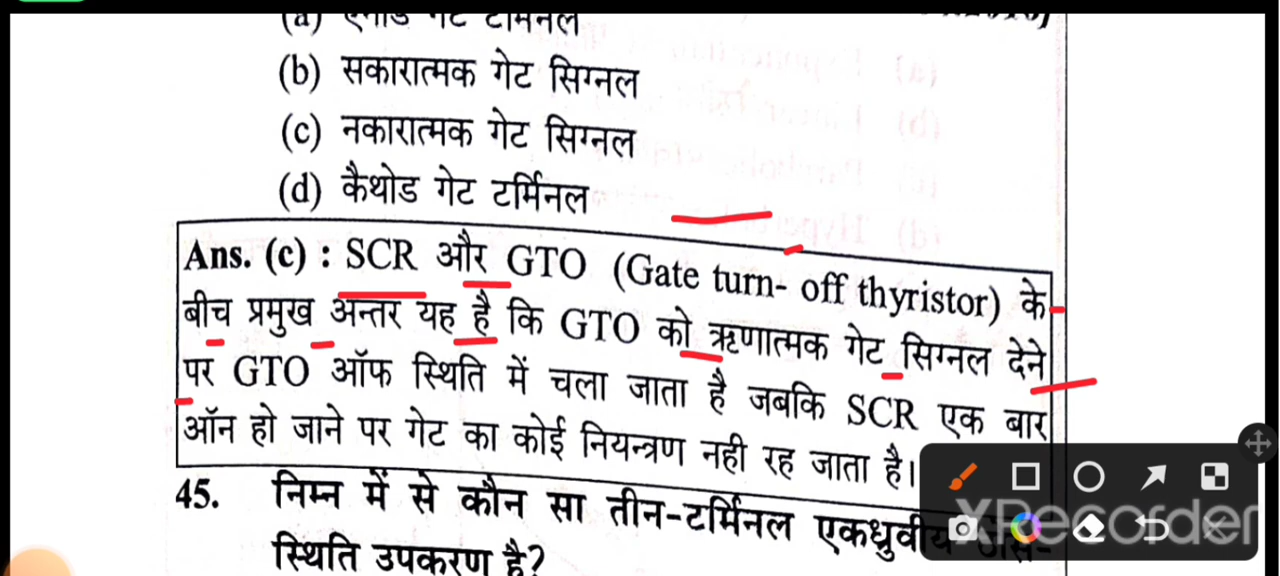 (b) सकारात्मक गेट सिग्नल
(c) नकारात्मक गेट सिग्नल
(d) कैथोड गेट टर्मिनल
Ans. (c) : SCR और GTO (Gate turn- off thyristor) के
बीच प्रमुख अन्तर यह है कि GTO को ऋणात्मक गेट सिग्नल देने
पर GTO ऑफ स्थिति में चला जाता है जबकि SCR एक बार
ऑन हो जाने पर गेट का कोई नियन्त्रण नही रह जाता है।
45. निम्न में से कौन सा तीन-टर्मिनल एकध्रुवीय
स्थिति उपकरण है?
XRecorder